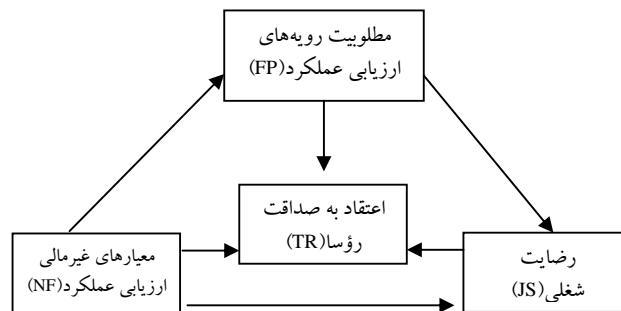 مطلوبیت رویه‌های
ارزیابی عملکرد(FP)
اعتقاد به صداقت
رؤسا(TR)
رضایت
شغلی(JS)
معیارهای غیرمالی
ارزیابی عملکرد(NF)